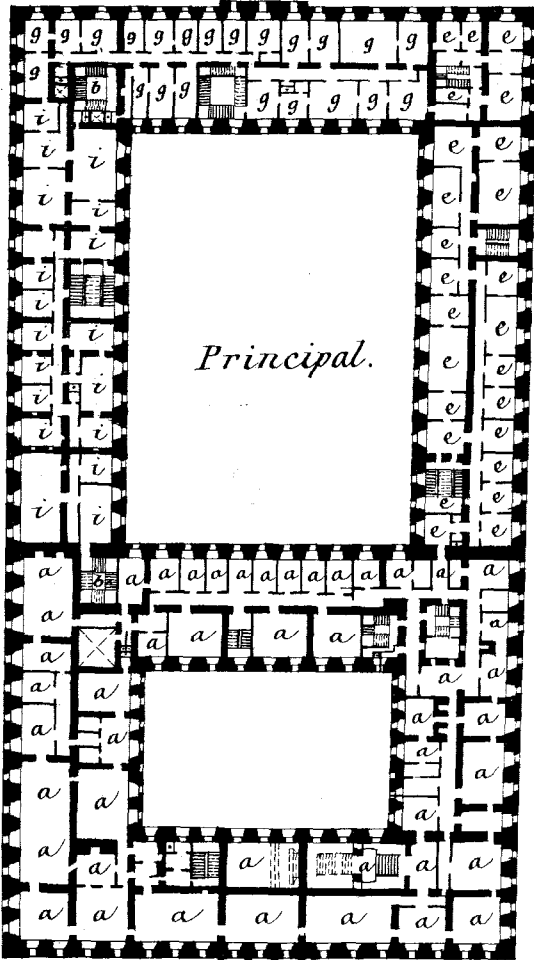 g g g g g g g g g g g g g e e e
g g g g b g g g g g g e e
i
i i e e
i i e e
i i e
i e e
i e e
i i e
i i e e
i i e e
i i e
i e
i i e e
e e
a b a a a a a a a a a a a a a a
a a a a a a
a a
a a a a
a a a
a a a a
a a
a a a a a a
a a a a a a a
Principal.